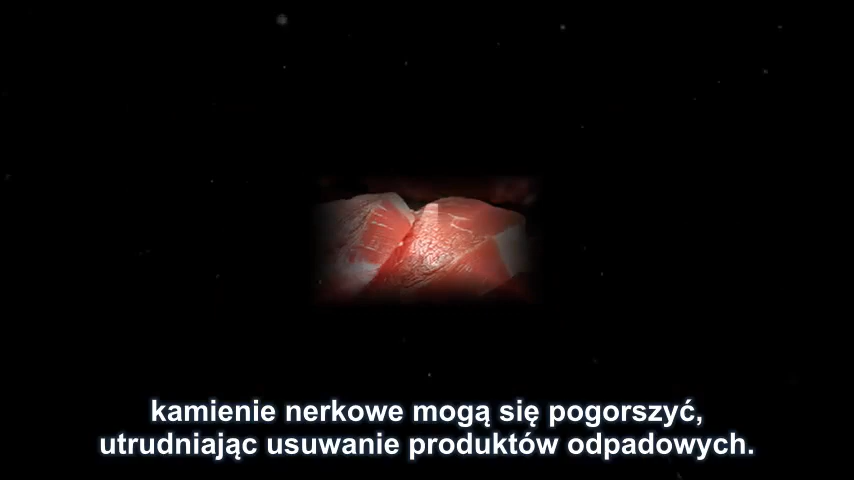 kamienie nerkowe mogą się pogorszyć,
utrudniając usuwanie produktów odpadowych.